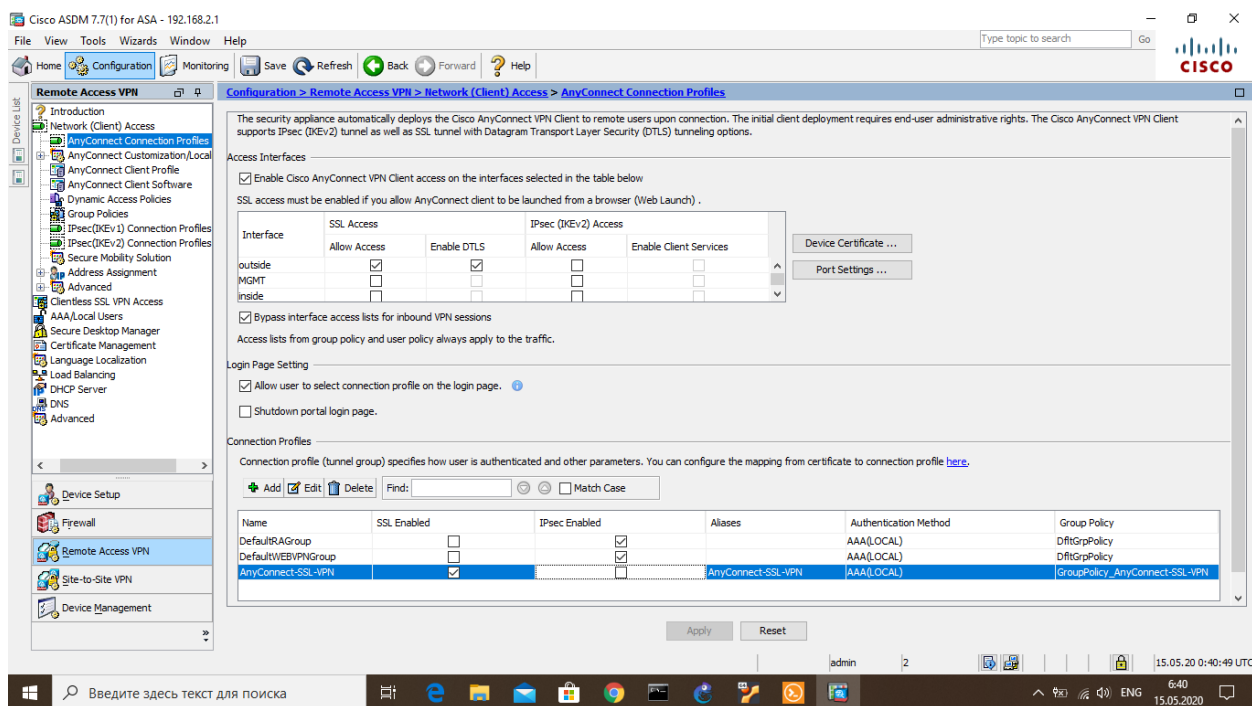 Cisco ASDM 7.7(1) for ASA - 192.168.2.1
File View Tools Wizards Window Help
Type topic to search Go
CISCO
Home Configuration Monitoring Save Refresh Back Forward Help
Device List
Remote Access VPN
Introduction
Network (Client) Access
AnyConnect Connection Profiles
AnyConnect Customization/Local
AnyConnect Client Profile
AnyConnect Client Software
Dynamic Access Policies
Group Policies
IPsec(IKEv1) Connection Profiles
IPsec(IKEv2) Connection Profiles
Secure Mobility Solution
Address Assignment
Advanced
Clientless SSL VPN Access
AAA/Local Users
Secure Desktop Manager
Certificate Management
Language Localization
Load Balancing
DHCP Server
DNS
Advanced
Device Setup
Firewall
Remote Access VPN
Site-to-Site VPN
Device Management
Configuration > Remote Access VPN > Network (Client) Access > AnyConnect Connection Profiles
The security appliance automatically deploys the Cisco AnyConnect VPN Client to remote users upon connection. The initial client deployment requires end-user administrative rights. The Cisco AnyConnect VPN Client
supports IPsec (IKEv2) tunnel as well as SSL tunnel with Datagram Transport Layer Security (DTLS) tunneling options.
Access Interfaces
Enable Cisco AnyConnect VPN Client access on the interfaces selected in the table below
SSL access must be enabled if you allow AnyConnect client to be launched from a browser (Web Launch) .
Interface SSL Access IPsec (IKEv2) Access
Allow Access Enable DTLS Allow Access Enable Client Services
outside
MGMT
inside
Device Certificate ...
Port Settings ...
Bypass interface access lists for inbound VPN sessions
Access lists from group policy and user policy always apply to the traffic.
Login Page Setting
Allow user to select connection profile on the login page.
Shutdown portal login page.
Connection Profiles
Connection profile (tunnel group) specifies how user is authenticated and other parameters. You can configure the mapping from certificate to connection profile here.
Add Edit Delete Find: Match Case
Name SSL Enabled IPsec Enabled Aliases Authentication Method Group Policy
DefaultRAGroup AAA(LOCAL) DfltGrpPolicy
DefaultWEBVPNGroup AAA(LOCAL) DfltGrpPolicy
AnyConnect-SSL-VPN AnyConnect-SSL-VPN AAA(LOCAL) GroupPolicy_AnyConnect-SSL-VPN
Apply Reset
admin 2 15.05.20 0:40:49 UTC
Введите здесь текст для поиска
ENG 6:40
15.05.2020